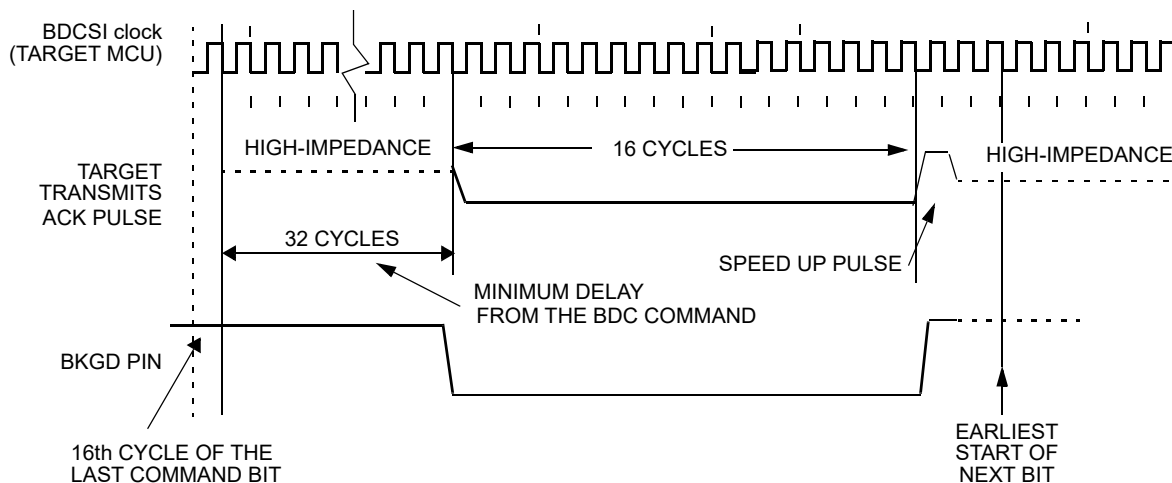 BDCSI clock
(TARGET MCU)
HIGH-IMPEDANCE
16 CYCLES
HIGH-IMPEDANCE
TARGET
TRANSMITS
ACK PULSE
32 CYCLES
SPEED UP PULSE
MINIMUM DELAY
FROM THE BDC COMMAND
BKGD PIN
16th CYCLE OF THE
LAST COMMAND BIT
EARLIEST
START OF
NEXT BIT